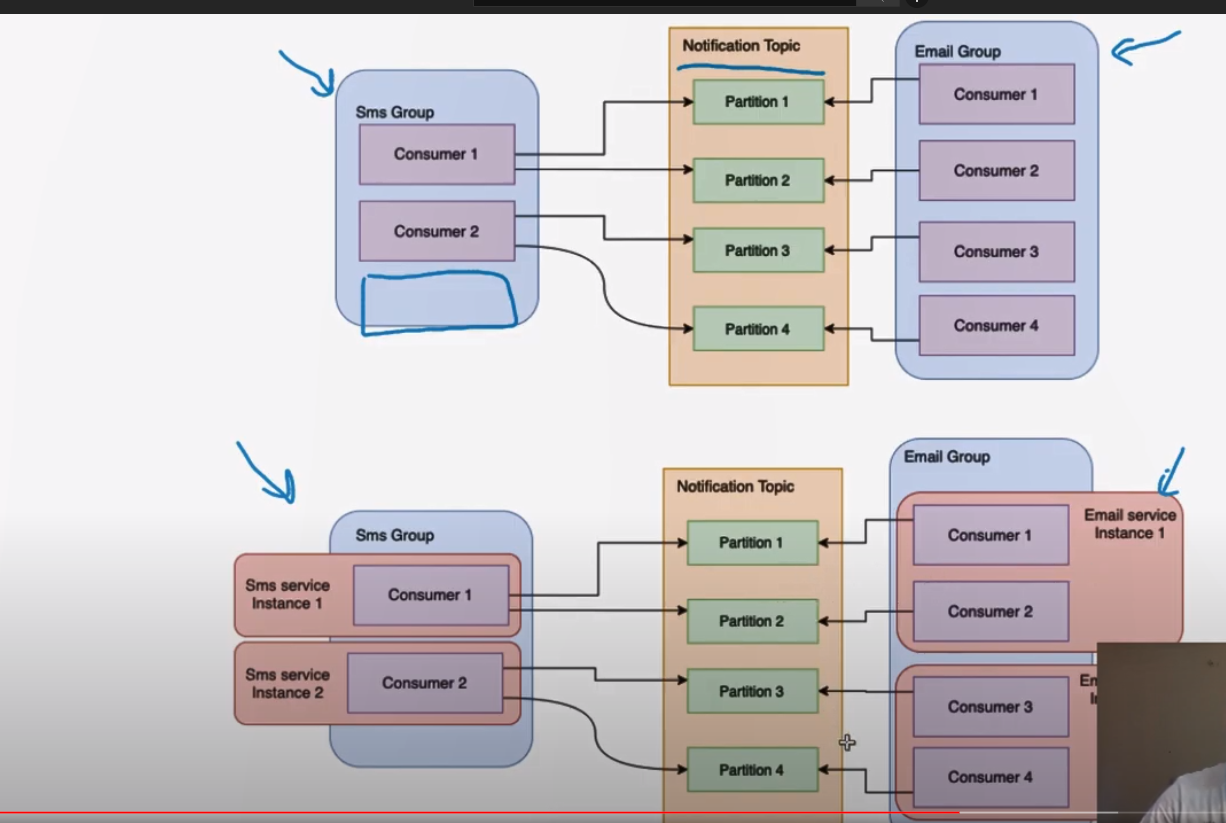 Notification Topic
Email Group
Sms Group
Consumer 1
Consumer 2
Partition 1
Partition 2
Partition 3
Partition 4
Consumer 1
Consumer 2
Consumer 3
Consumer 4
Email Group
Notification Topic
Sms Group
Sms service
Instance 1
Consumer 1
Sms service
Instance 2
Consumer 2
Partition 1
Partition 2
Partition 3
Partition 4
Consumer 1
Email service
Instance 1
Consumer 2
Consumer 3
Consumer 4